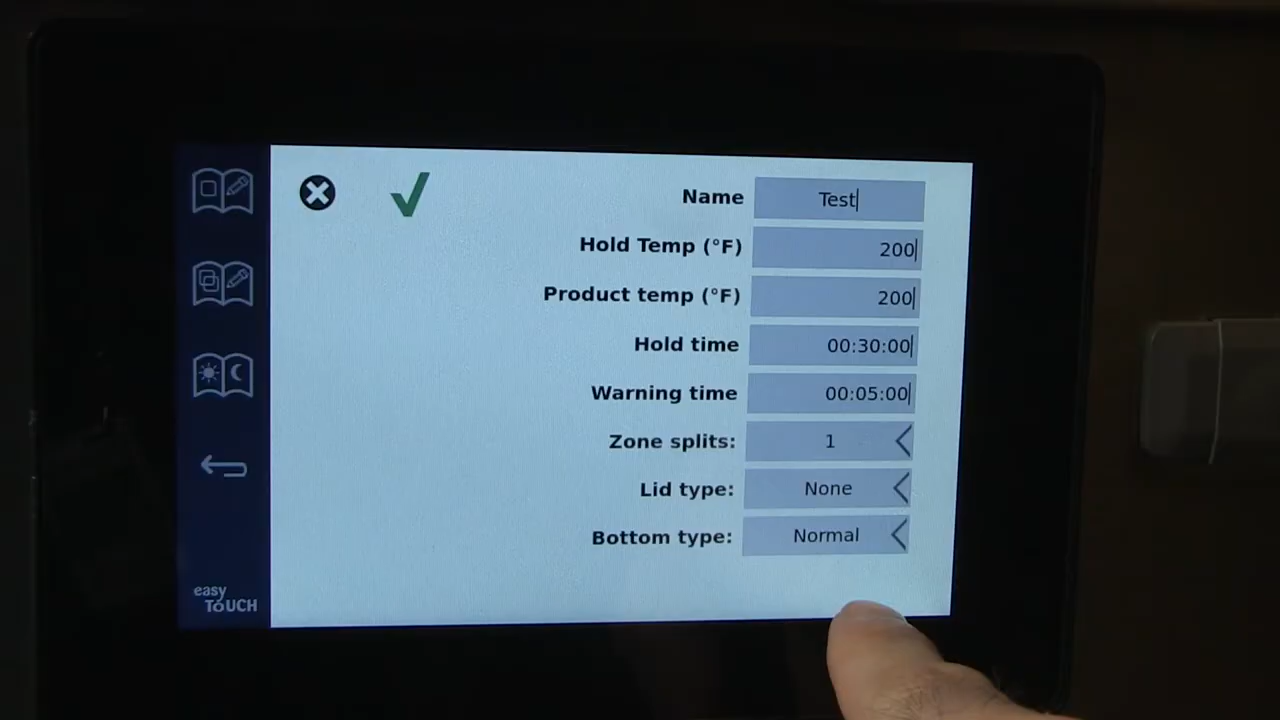 Name Test
Hold Temp (°F) 200
Product temp (°F) 200
Hold time 00:30:00
Warning time 00:05:00
Zone splits: 1
Lid type: None
Bottom type: Normal
easy
TOUCH